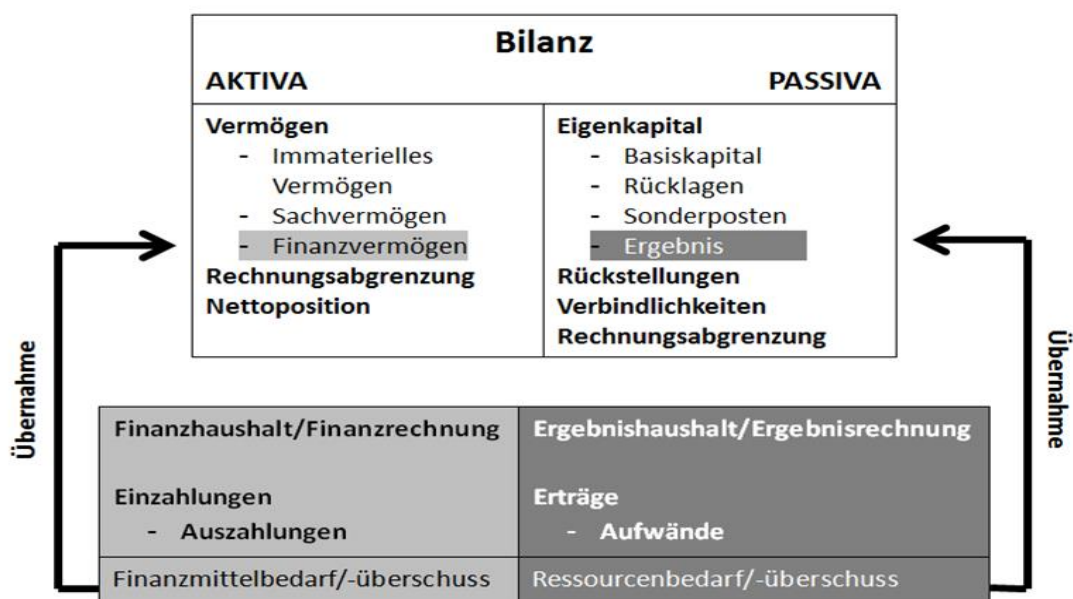 Bilanz
AKTIVA PASSIVA
Vermögen
- Immaterielles
Vermögen
- Sachvermögen
- Finanzvermögen
Rechnungsabgrenzung
Nettoposition
Eigenkapital
- Basiskapital
- Rücklagen
- Sonderposten
- Ergebnis
Rückstellungen
Verbindlichkeiten
Rechnungsabgrenzung
Übernahme
Übernahme
Finanzhaushalt/Finanzrechnung
Einzahlungen
- Auszahlungen
Finanzmittelbedarf/-überschuss
Ergebnishaushalt/Ergebnisrechnung
Erträge
- Aufwände
Ressourcenbedarf/-überschuss